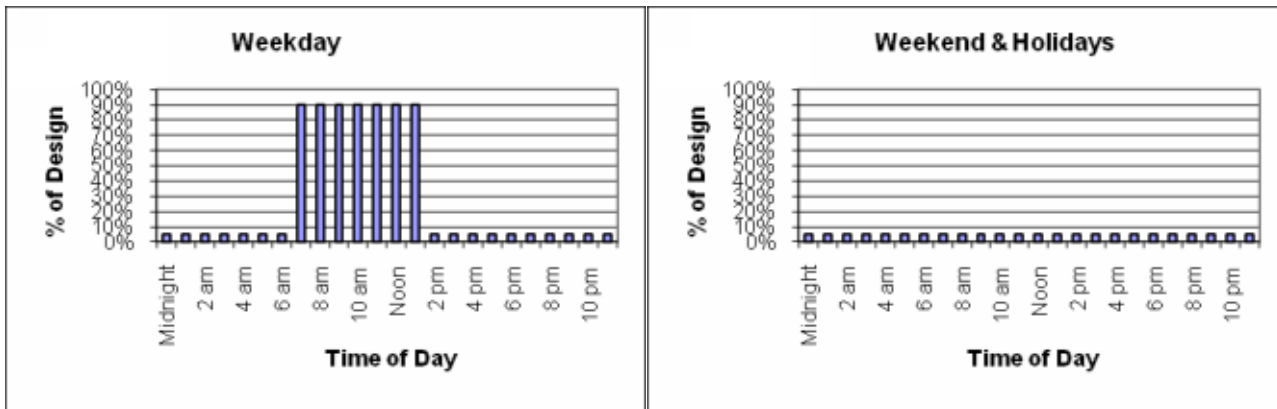 Weekday
100%
90%
80%
70%
60%
50%
40%
30%
20%
10%
0%
% of Design
Midnight
2 am
4 am
6 am
8 am
10 am
Noon
2 pm
4 pm
6 pm
8 pm
10 pm
Time of Day
Weekend & Holidays
100%
90%
80%
70%
60%
50%
40%
30%
20%
10%
0%
% of Design
Midnight
2 am
4 am
6 am
8 am
10 am
Noon
2 pm
4 pm
6 pm
8 pm
10 pm
Time of Day